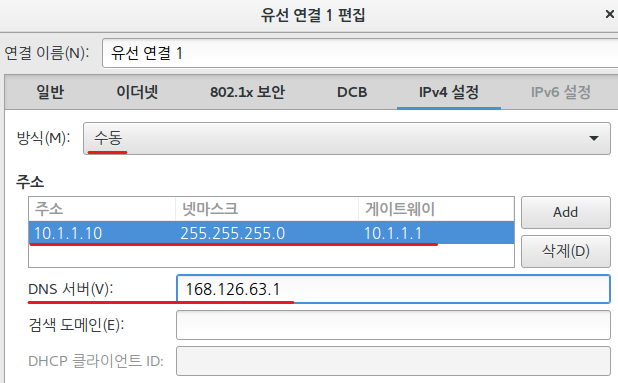 유선 연결 1 편집
연결 이름(N): 유선 연결 1
일반 이더넷 802.1x 보안 DCB IPv4 설정 IPv6 설정
방식(M): 수동
주소
주소 넷마스크 게이트웨이
10.1.1.10 255.255.255.0 10.1.1.1
Add
삭제(D)
DNS 서버(V): 168.126.63.1
검색 도메인(E):
DHCP 클라이언트 ID: